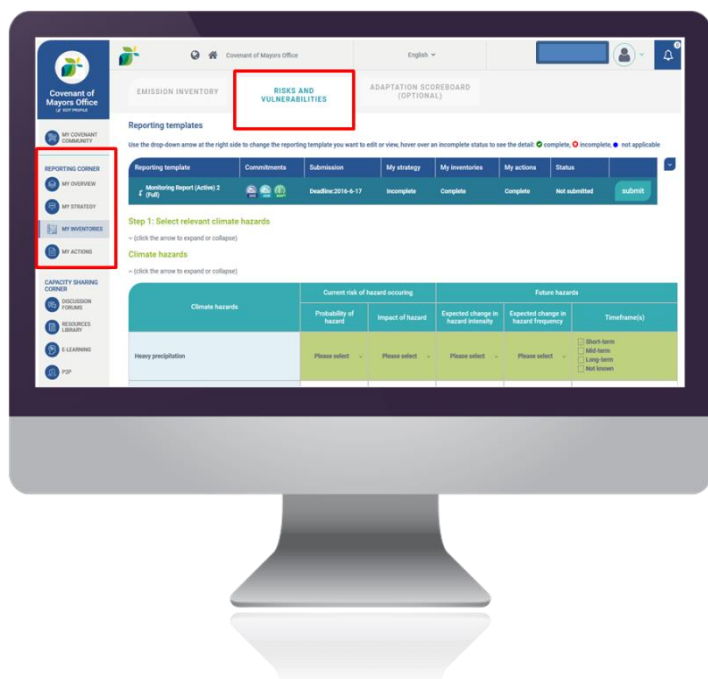 Covenant of Mayors Office
English
Covenant of
Mayors Office
EDIT PROFILE
EMISSION INVENTORY
RISKS AND
VULNERABILITIES
ADAPTATION SCOREBOARD
(OPTIONAL)
MY COVENANT
COMMUNITY
REPORTING CORNER
MY OVERVIEW
MY STRATEGY
MY INVENTORIES
MY ACTIONS
CAPACITY SHARING
CORNER
DISCUSSION
FORUMS
RESOURCES
LIBRARY
E-LEARNING
P2P
Reporting templates
Use the drop-down arrow at the right side to change the reporting template you want to edit or view, hover over an incomplete status to see the detail: complete, incomplete, not applicable
Reporting template Commitments Submission My strategy My inventories My actions Status
Monitoring Report (Active) 2
(Full)
Deadline:2016-6-17 Incomplete Complete Complete Not submitted submit
Step 1: Select relevant climate hazards
(click the arrow to expand or collapse)
Climate hazards
(click the arrow to expand or collapse)
Climate hazards
Current risk of hazard occuring
Future hazards
Probability of
hazard
Impact of hazard
Expected change in
hazard intensity
Expected change in
hazard frequency
Timeframe(s)
Heavy precipitation
Please select Please select Please select Please select
Short-term
Mid-term
Long-term
Not known